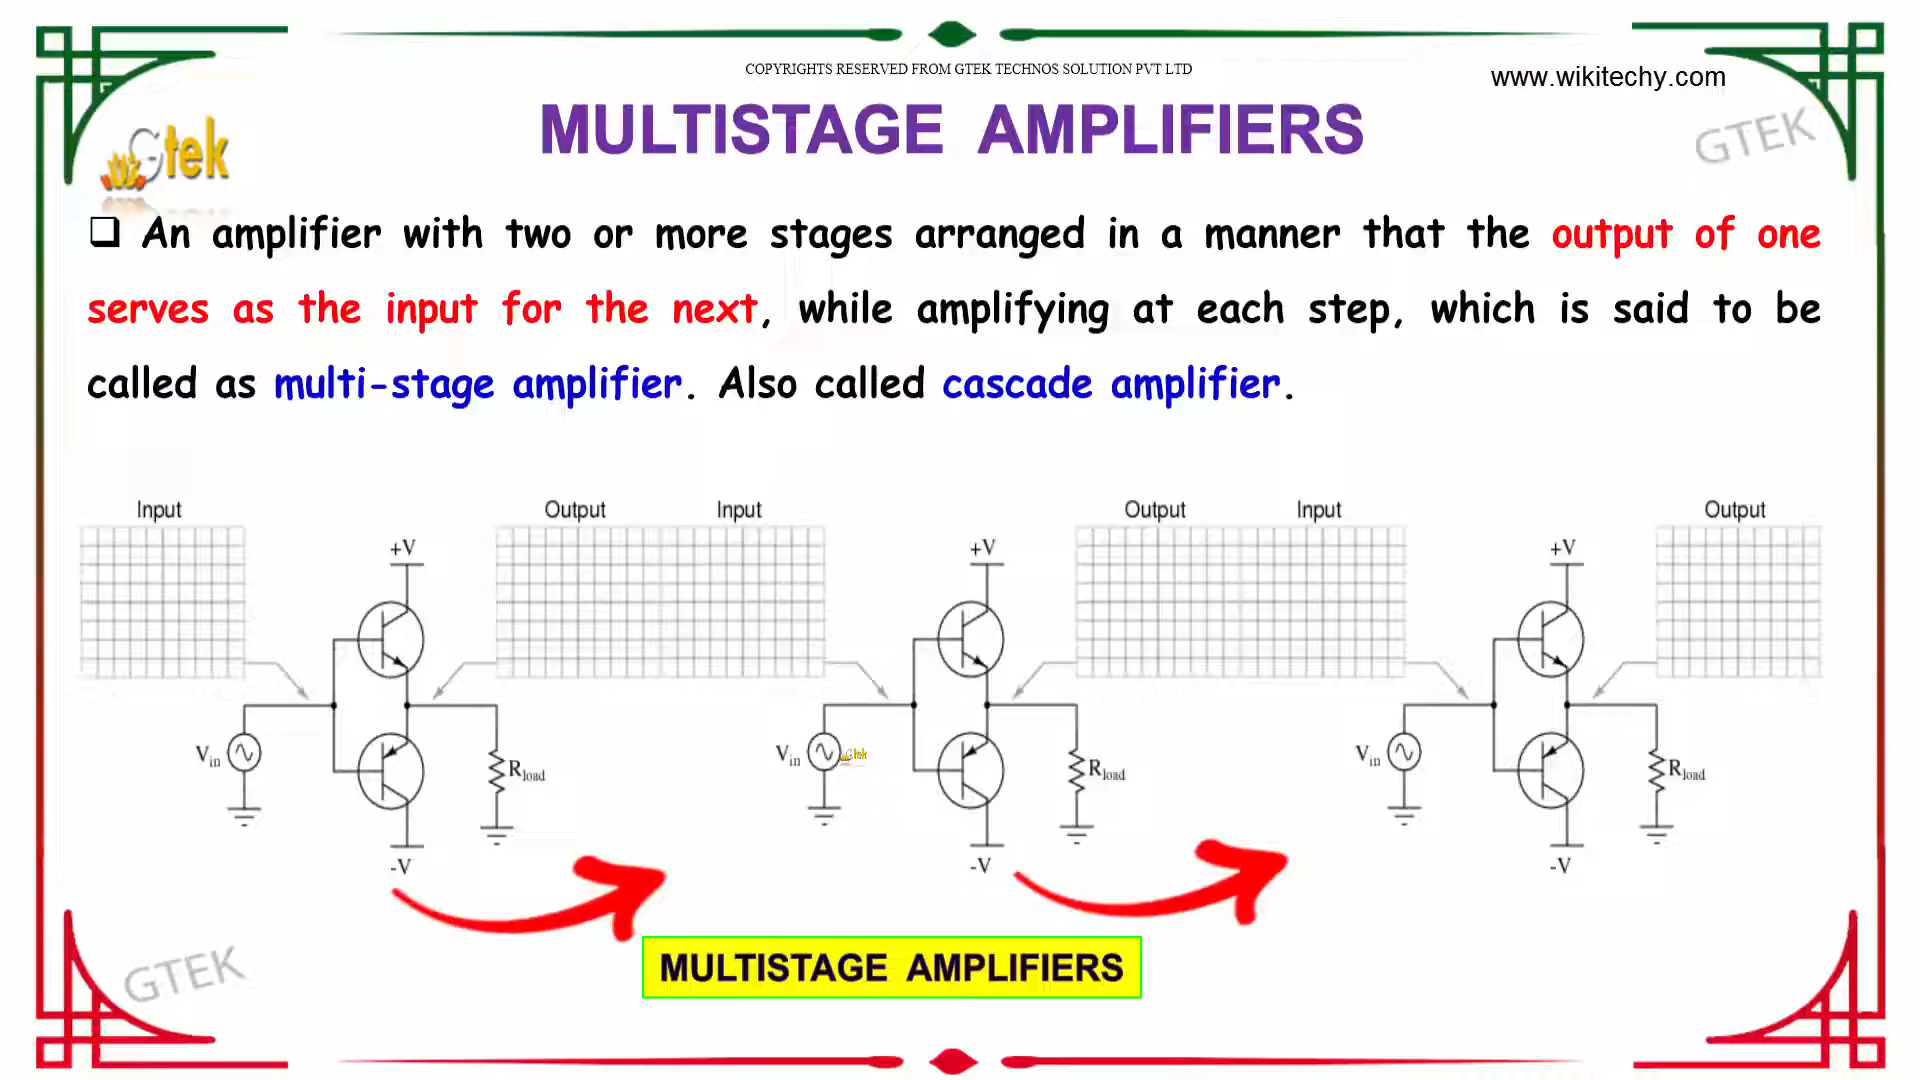 COPYRIGHTS RESERVED FROM GTEK TECHNOS SOLUTION PVT LTD
www.wikitechy.com
MULTISTAGE AMPLIFIERS
Gtek
GTEK
❑ An amplifier with two or more stages arranged in a manner that the output of one
serves as the input for the next, while amplifying at each step, which is said to be
called as multi-stage amplifier. Also called cascade amplifier.
Input Output Input Output Input Output
+V +V +V
Vin Rload Vin Gtek Rload Vin Rload
-V -V -V
MULTISTAGE AMPLIFIERS
GTEK